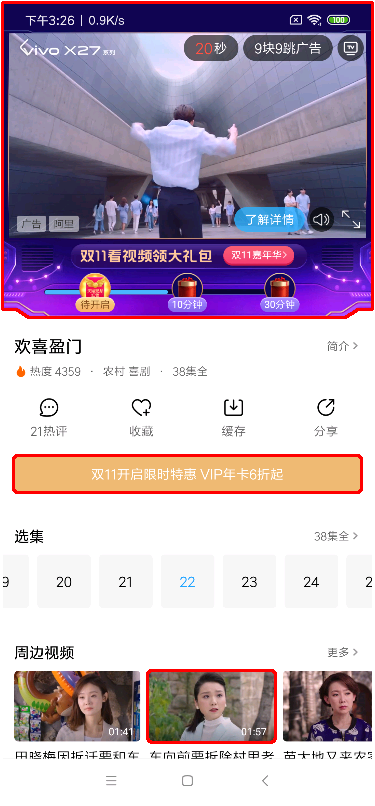 下午3:26 | 0.9K/s
100
vivo X27系列
20秒
9块9跳广告
TV
广告
阿里
了解详情
双11看视频领大礼包
双11嘉年华>
待开启
10分钟
30分钟
欢喜盈门
简介 >
热度 4359 · 农村 喜剧 · 38集全
21热评
收藏
缓存
分享
双11开启限时特惠 VIP年卡6折起
选集
38集全 >
9
20
21
22
23
24
2
周边视频
更多 >
01:41
01:57
田晓梅因拆迁要和车
车向前要拆除村里老
苗大地又来农家